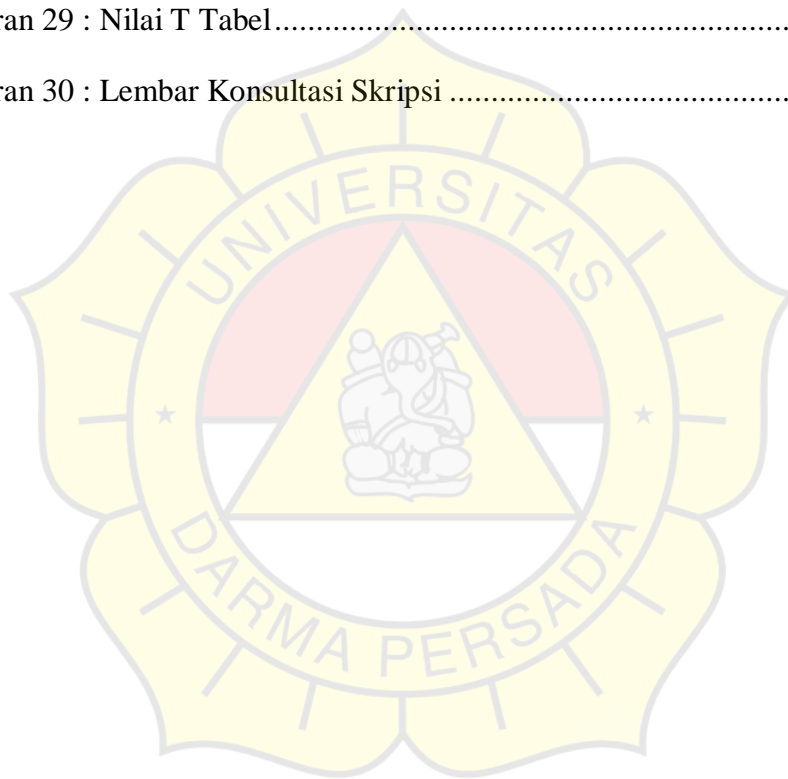 ran 29 : Nilai T Tabel..................................................................
ran 30 : Lembar Konsultasi Skripsi ...........................................
UNIVERSITAS
DARMA PERSADA